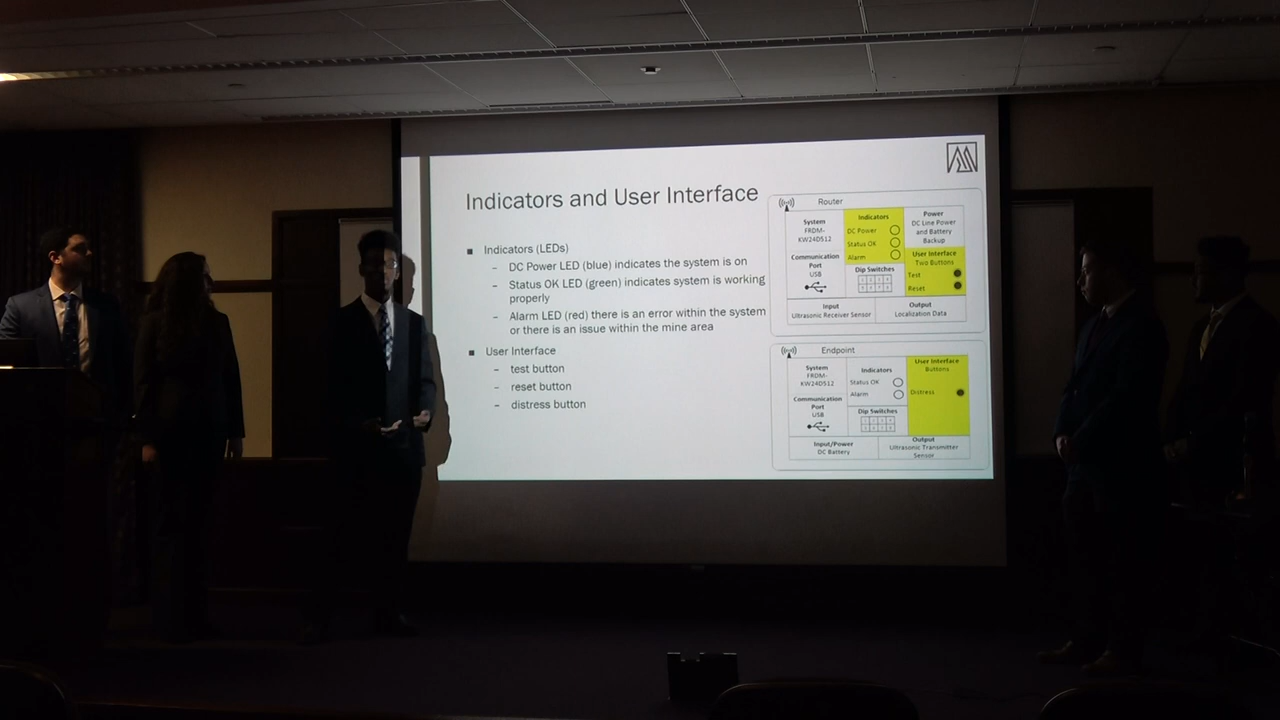 Indicators and User Interface
■ Indicators (LEDs)
– DC Power LED (blue) indicates the system is on
– Status OK LED (green) indicates system is working
properly
– Alarm LED (red) there is an error within the system
or there is an issue within the mine area
■ User Interface
– test button
– reset button
– distress button
Router
System
FRDM-
KW24D512
Communication
Port
USB
Indicators
DC Power
Status OK
Alarm
Dip Switches
Power
DC Line Power
and Battery
Backup
User Interface
Two Buttons
Test
Reset
Input
Ultrasonic Receiver Sensor
Output
Localization Data
Endpoint
System
FRDM-
KW24D512
Communication
Port
USB
Indicators
Status OK
Alarm
Dip Switches
User Interface
Buttons
Distress
Input/Power
DC Battery
Output
Ultrasonic Transmitter
Sensor